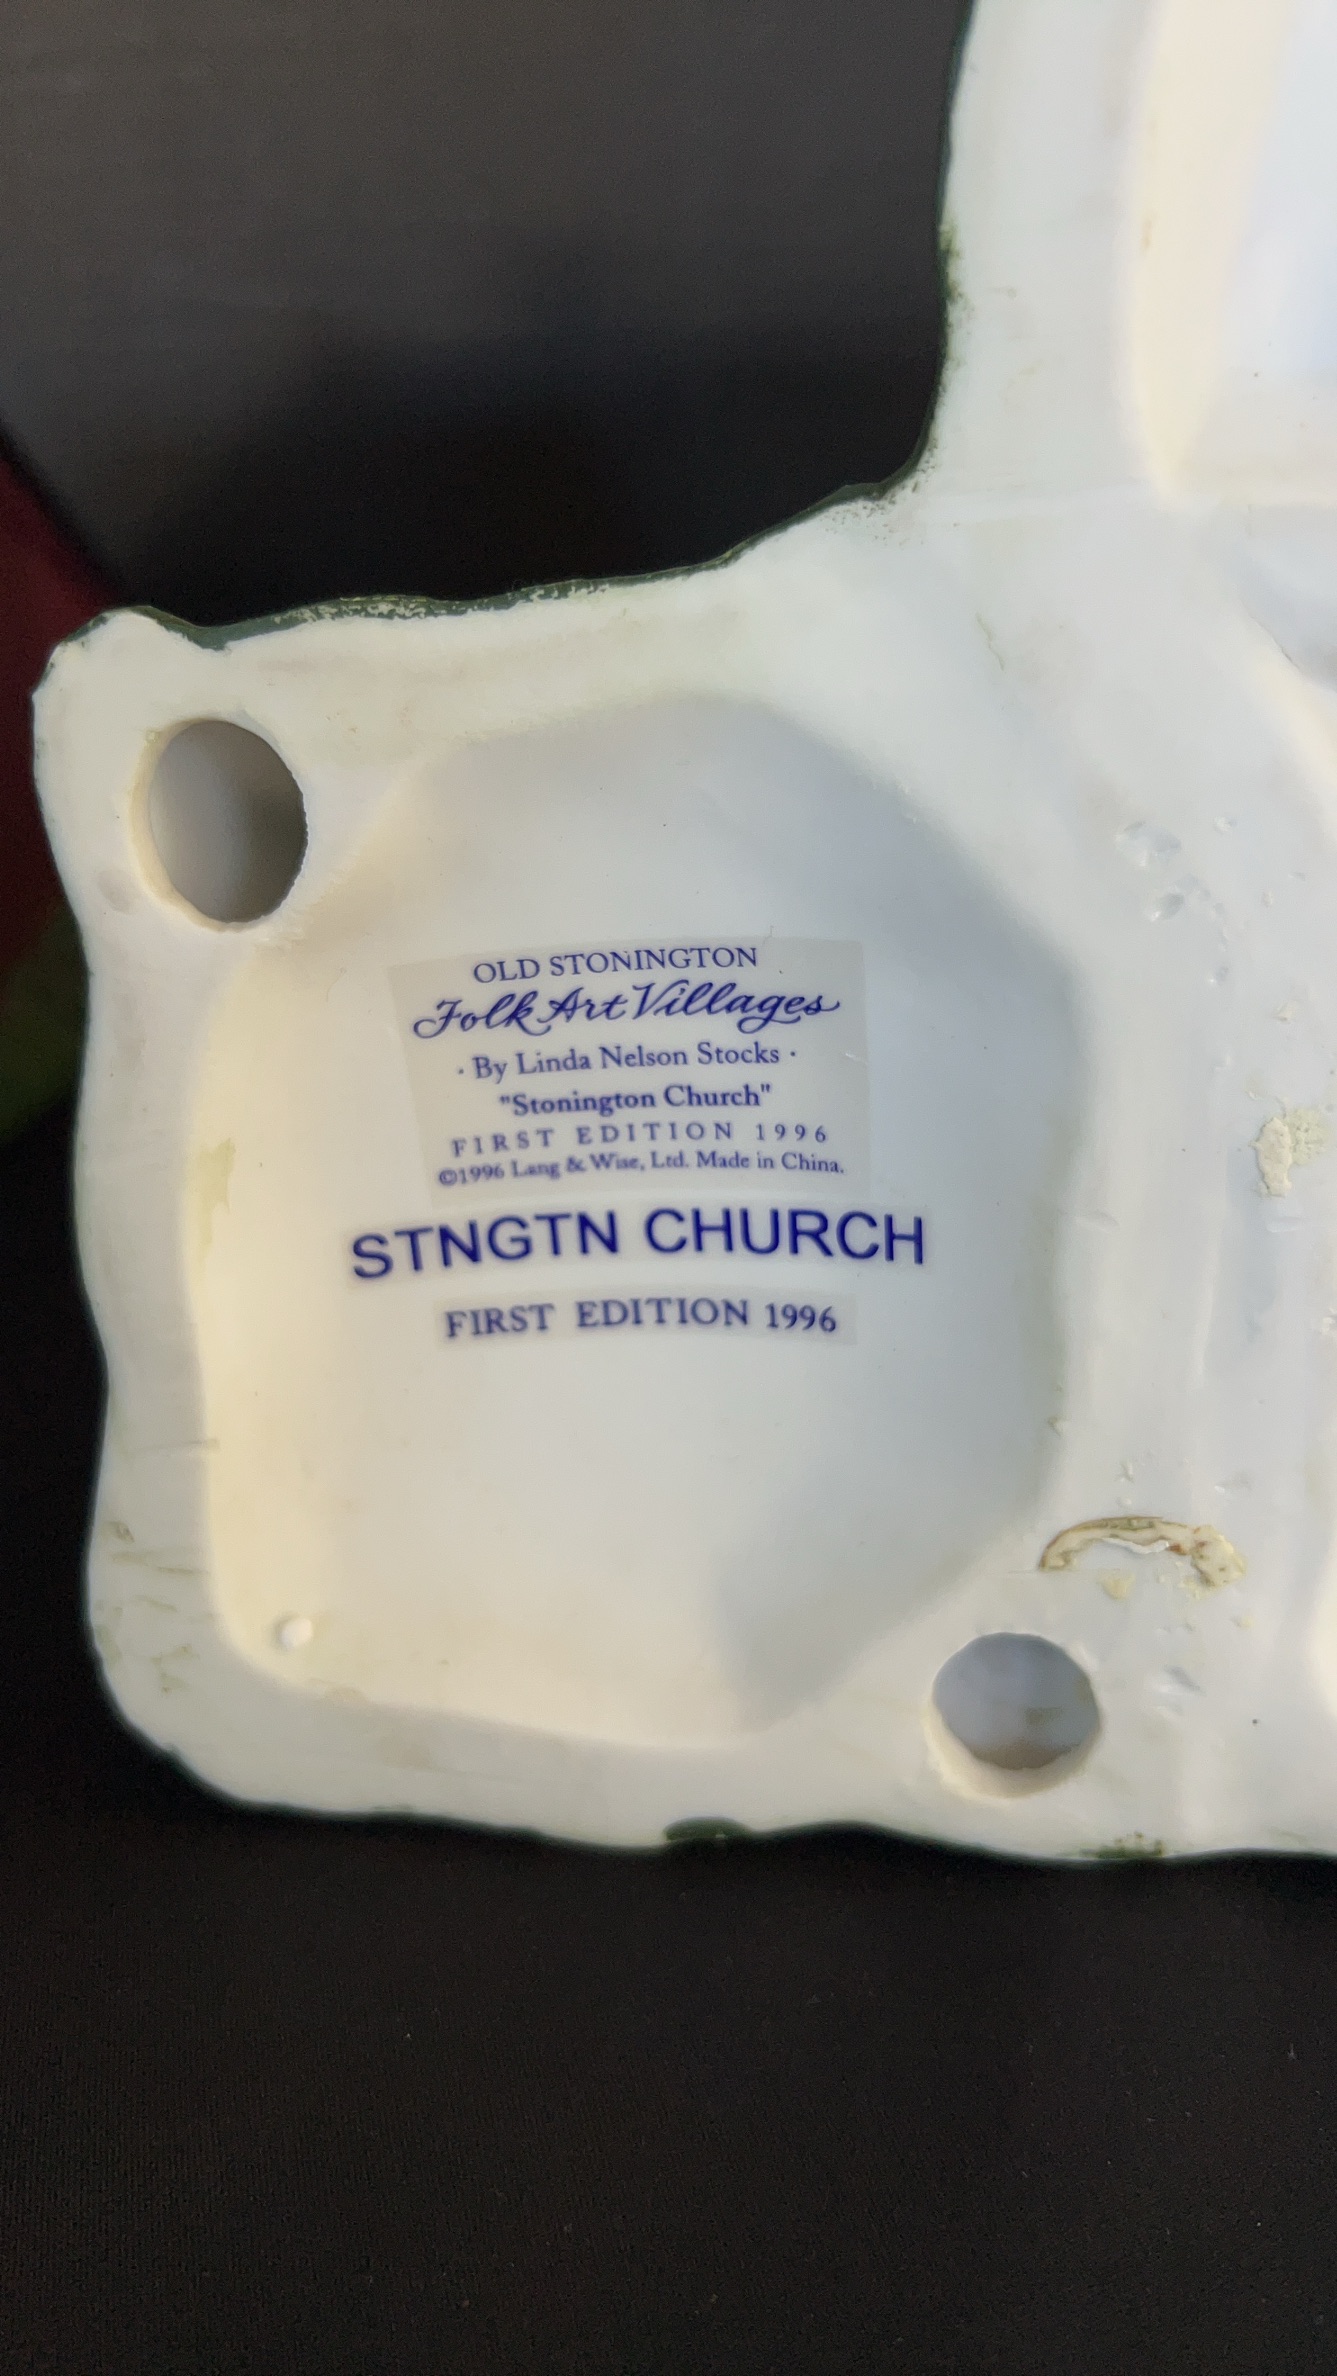 OLD STONINGTON
Folk Art Villages
· By Linda Nelson Stocks ·
"Stonington Church"
FIRST EDITION 1996
©1996 Lang & Wise, Ltd. Made in China.
STNGTN CHURCH
FIRST EDITION 1996